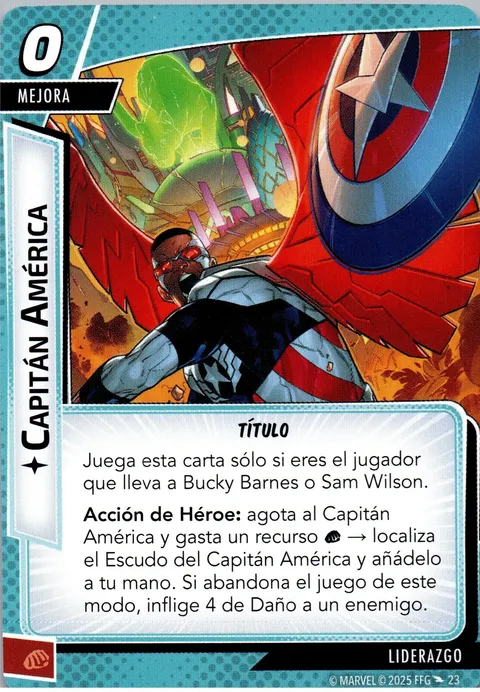 0
MEJORA
CAPITÁN AMÉRICA
TÍTULO
Juega esta carta sólo si eres el jugador
que lleva a Bucky Barnes o Sam Wilson.
Acción de Héroe: agota al Capitán
América y gasta un recurso → localiza
el Escudo del Capitán América y añádelo
a tu mano. Si abandona el juego de este
modo, inflige 4 de Daño a un enemigo.
LIDERAZGO
© MARVEL © 2025 FFG 23